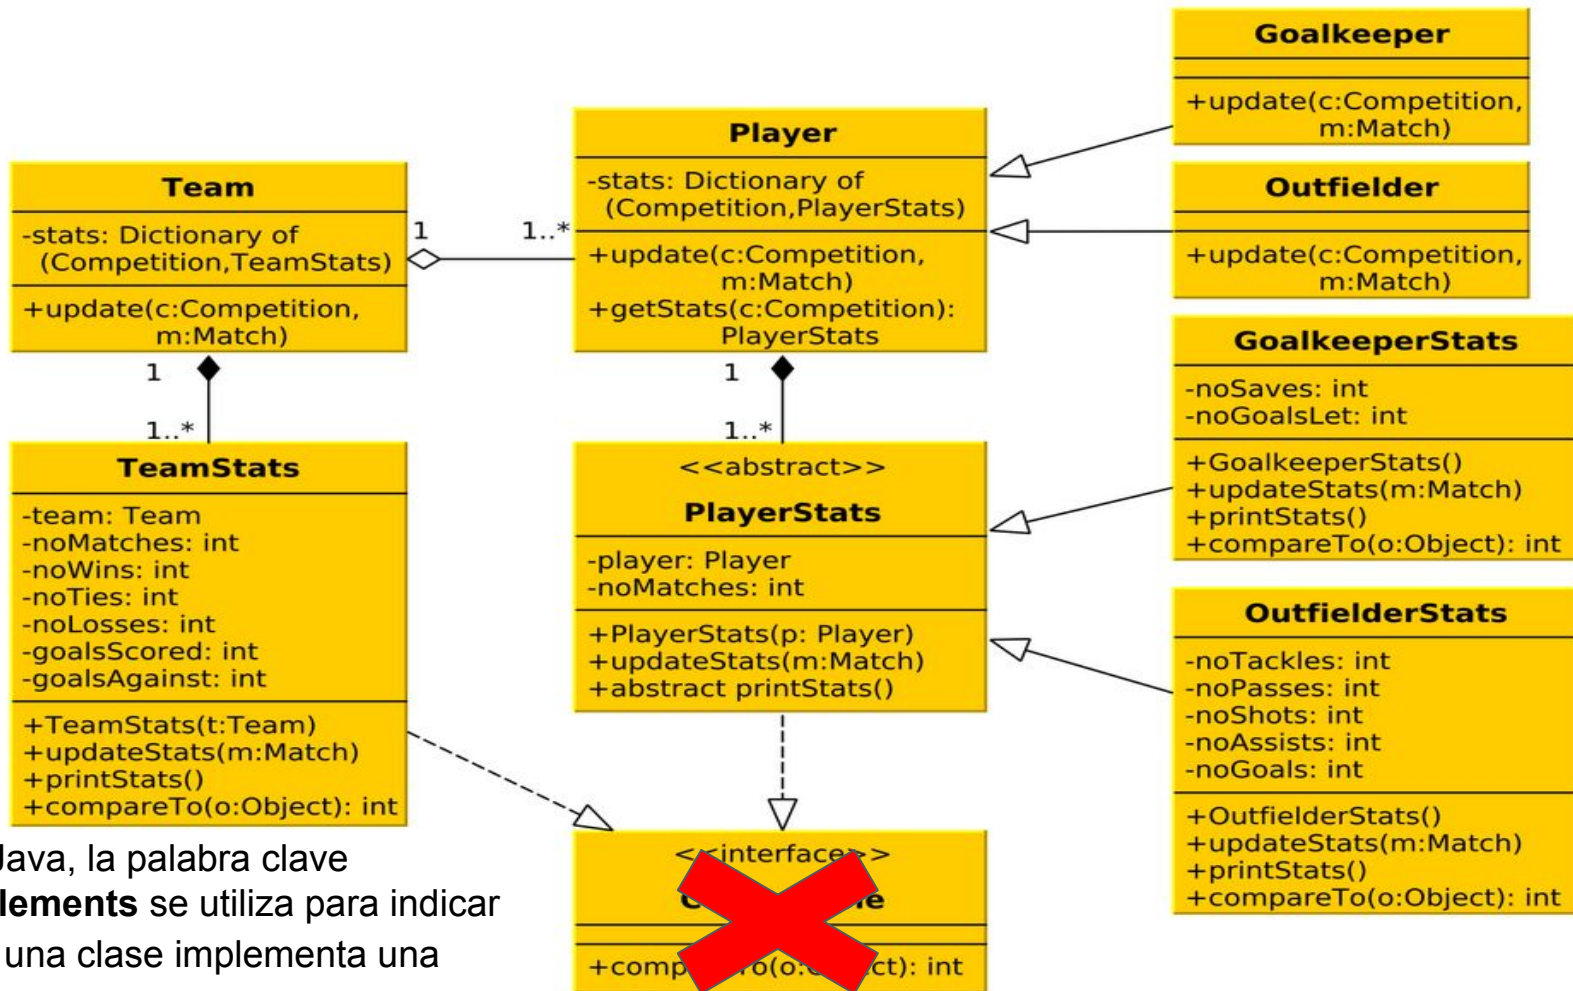 Goalkeeper
+update(c:Competition,
m:Match)
Player
-stats: Dictionary of
(Competition,PlayerStats)
+update(c:Competition,
m:Match)
+getStats(c:Competition):
PlayerStats
Team
-stats: Dictionary of
(Competition,TeamStats)
+update(c:Competition,
m:Match)
1
1..*
Outfielder
+update(c:Competition,
m:Match)
1
1..*
1
1..*
GoalkeeperStats
-noSaves: int
-noGoalsLet: int
+GoalkeeperStats()
+updateStats(m:Match)
+printStats()
+compareTo(o:Object): int
TeamStats
-team: Team
-noMatches: int
-noWins: int
-noTies: int
-noLosses: int
-goalsScored: int
-goalsAgainst: int
+TeamStats(t:Team)
+updateStats(m:Match)
+printStats()
+compareTo(o:Object): int
<<abstract>>
PlayerStats
-player: Player
-noMatches: int
+PlayerStats(p: Player)
+updateStats(m:Match)
+abstract printStats()
OutfielderStats
-noTackles: int
-noPasses: int
-noShots: int
-noAssists: int
-noGoals: int
+OutfielderStats()
+updateStats(m:Match)
+printStats()
+compareTo(o:Object): int
<<interface>>
int
Java, la palabra clave
lements se utiliza para indicar
una clase implementa una